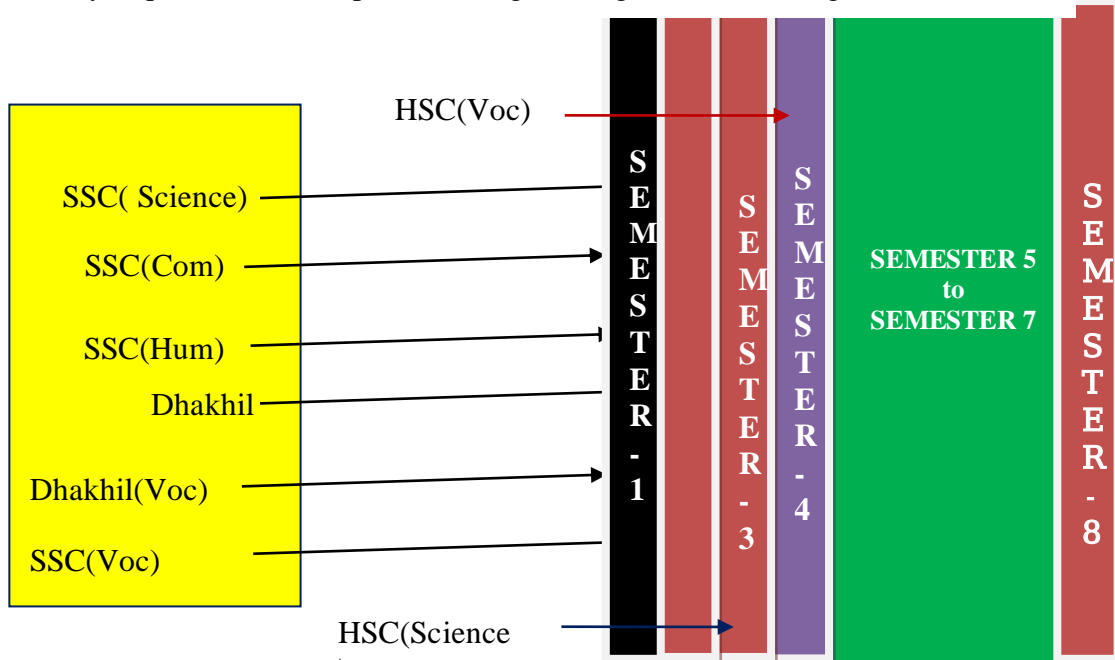 HSC(Voc)
SSC( Science)
SSC(Com)
SSC(Hum)
Dhakhil
Dhakhil(Voc)
SSC(Voc)
HSC(Science
SEMESTER-1
SEMESTER-3
SEMESTER-4
SEMESTER 5
to
SEMESTER 7
SEMESTER-8